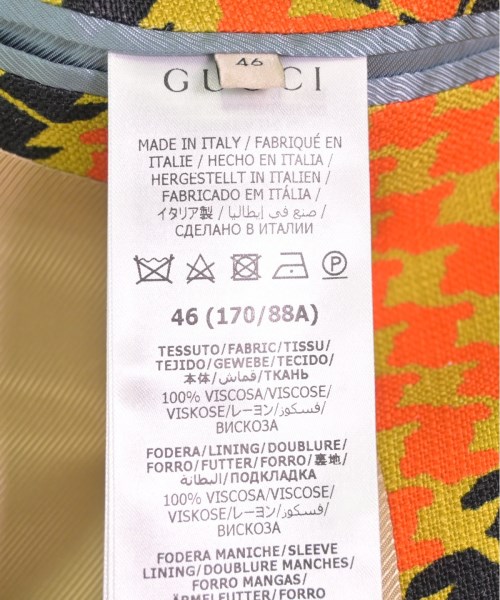 46
GUCCI
MADE IN ITALY / FABRIQUÉ EN
ITALIE / HECHO EN ITALIA /
HERGESTELLT IN ITALIEN /
FABRICADO EM ITÁLIA /
イタリア製 / صنع في إيطاليا /
СДЕЛАНО В ИТАЛИИ
P
46 (170/88A)
TESSUTO/FABRIC/TISSU/
TEJIDO/GEWEBE/TECIDO/
本体/قماش/ТКАНЬ
100% VISCOSA/VISCOSE/
VISKOSE/レーヨン/فسكوز/
ВИСКОЗА
FODERA/LINING/DOUBLURE/
FORRO/FUTTER/FORRO/裏地/
البطانة/ПОДКЛАДКА
100% VISCOSA/VISCOSE/
VISKOSE/レーヨン/فسكوز/
ВИСКОЗА
FODERA MANICHE/SLEEVE
LINING/DOUBLURE MANCHES/
FORRO MANGAS/
ÄRMELFUTTER/FORRO